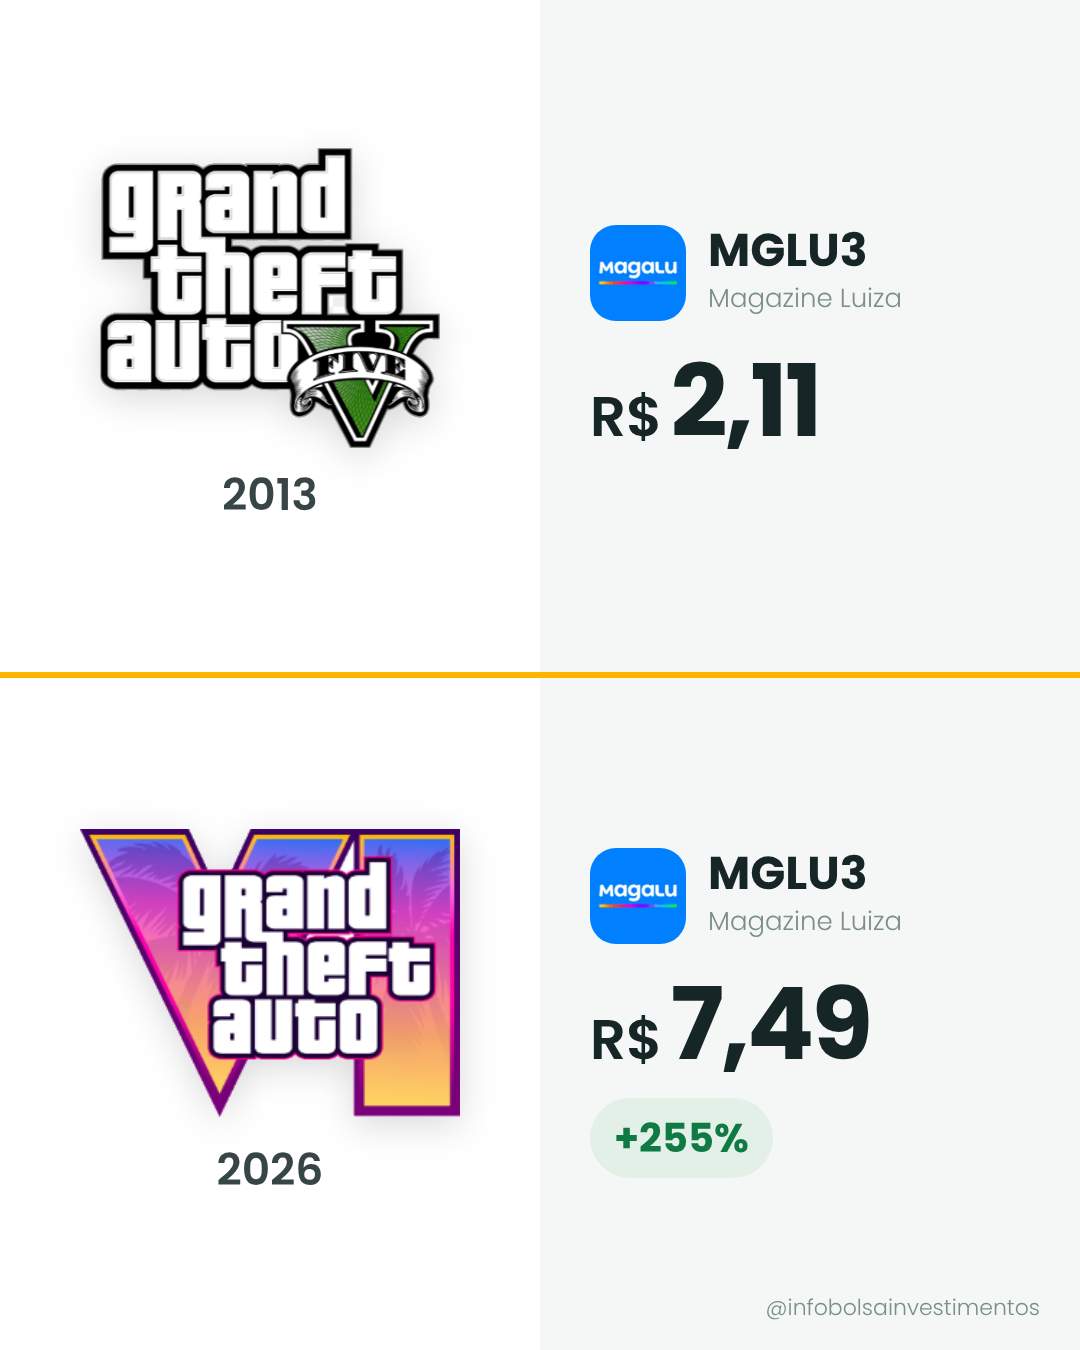 grand
theft
auto
FIVE
V
2013
magalu
MGLU3
Magazine Luiza
R$ 2,11
VI
grand
theft
auto
2026
magalu
MGLU3
Magazine Luiza
R$ 7,49
+255%
@infobolsainvestimentos